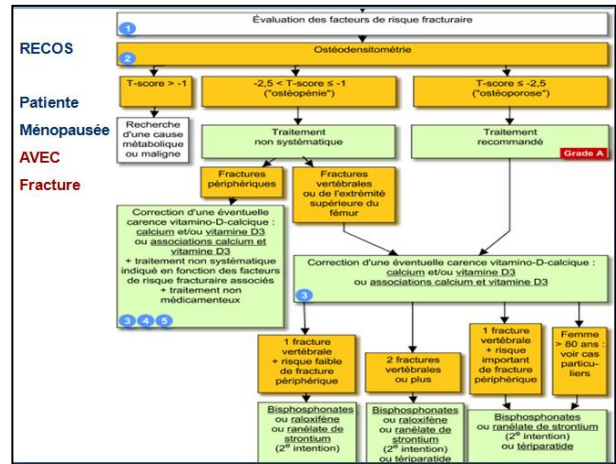 RECOS
Patiente
Ménopausée
AVEC
Fracture
1
Évaluation des facteurs de risque fracturaire
2
Ostéodensitométrie
T-score > -1
-2,5 < T-score ≤ -1
("ostéopénie")
T-score ≤ -2,5
("ostéoporose")
Recherche
d'une cause
métabolique
ou maligne
Traitement
non systématique
Traitement
recommandé
Grade A
Fractures
périphériques
Fractures
vertébrales
ou de l'extrémité
supérieure du
fémur
Correction d'une éventuelle
carence vitamino-D-calcique :
calcium et/ou vitamine D3
ou associations calcium et
vitamine D3
+ traitement non systématique
indiqué en fonction des facteurs
de risque fracturaire associés
+ traitement non
médicamenteux
3 4 5
Correction d'une éventuelle carence vitamino-D-calcique :
calcium et/ou vitamine D3
ou associations calcium et vitamine D3
3
1 fracture
vertébrale
+ risque faible
de fracture
périphérique
2 fractures
vertébrales
ou plus
1 fracture
vertébrale
+ risque
important
de fracture
périphérique
Femme
> 80 ans :
voir cas
particu-
liers
Bisphosphonates
ou raloxifène
ou ranélate de
strontium
(2e intention)
Bisphosphonates
ou raloxifène
ou ranélate de
strontium
(2e intention)
ou tériparatide
Bisphosphonates
ou ranélate de strontium
(2e intention)
ou tériparatide